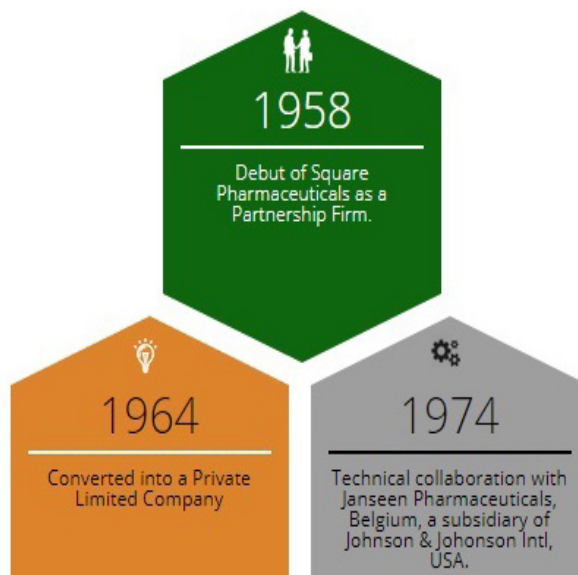 1958
Debut of Square
Pharmaceuticals as a
Partnership Firm.
1964
Converted into a Private
Limited Company
1974
Technical collaboration with
Janseen Pharmaceuticals,
Belgium, a subsidiary of
Johnson & Johonson Intl,
USA.